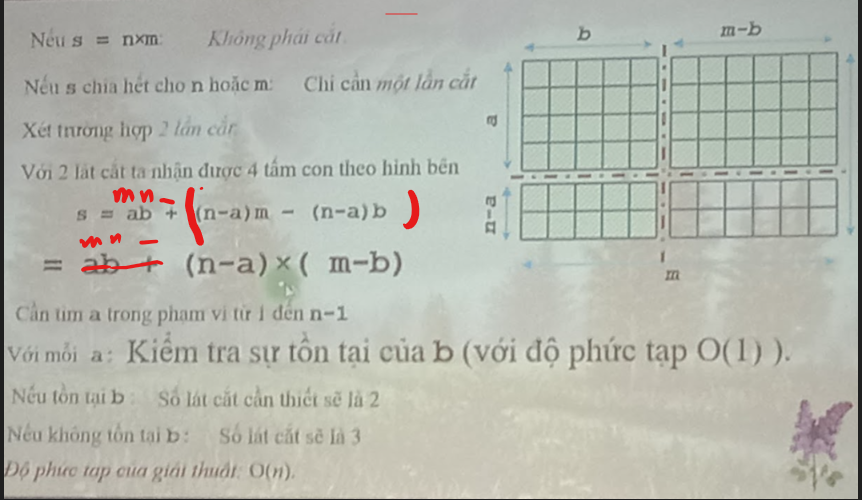 Nếu s = n×m: Không phải cắt.
Nếu s chia hết cho n hoặc m: Chỉ cần một lần cắt
Xét trường hợp 2 lần cắt:
Với 2 lát cắt ta nhận được 4 tấm con theo hình bên
mn -
s = ab + ((n-a)m - (n-a)b )
mn -
= ab + (n-a)×( m-b)
Cần tìm a trong phạm vi từ 1 đến n-1
Với mỗi a: Kiểm tra sự tồn tại của b (với độ phức tạp O(1) ).
Nếu tồn tại b : Số lát cắt cần thiết sẽ là 2
Nếu không tồn tại b: Số lát cắt sẽ là 3
Độ phức tạp của giải thuật: O(n).
b
m-b
a
n-a
m